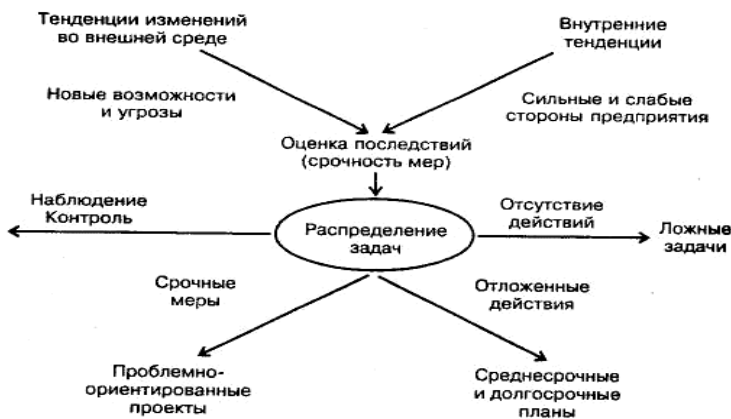 Тенденции изменений
во внешней среде
Внутренние
тенденции
Новые возможности
и угрозы
Сильные и слабые
стороны предприятия
Оценка последствий
(срочность мер)
Наблюдение
Контроль
Распределение
задач
Отсутствие
действий
Ложные
задачи
Срочные
меры
Отложенные
действия
Проблемно-
ориентированные
проекты
Среднесрочные
и долгосрочные
планы